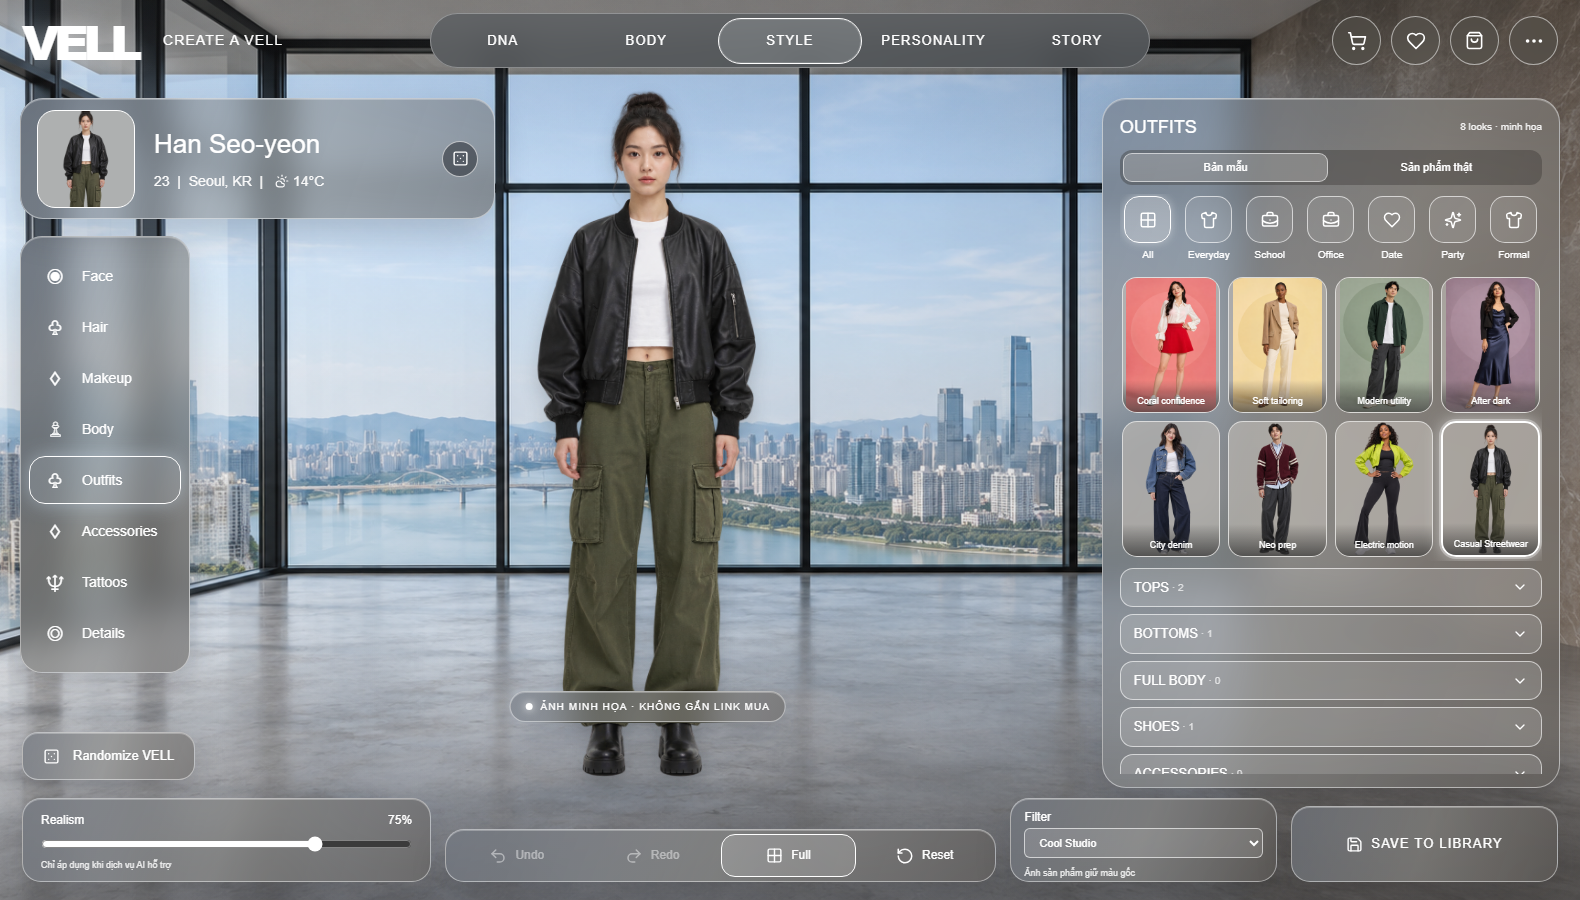 VELL
CREATE A VELL
DNA
BODY
STYLE
PERSONALITY
STORY
Han Seo-yeon
23 | Seoul, KR | 14°C
Face
Hair
Makeup
Body
Outfits
Accessories
Tattoos
Details
Randomize VELL
Realism
75%
Chỉ áp dụng khi dịch vụ AI hỗ trợ
ẢNH MINH HỌA · KHÔNG GẮN LINK MUA
Undo
Redo
Full
Reset
OUTFITS
8 looks · minh họa
Bản mẫu
Sản phẩm thật
All
Everyday
School
Office
Date
Party
Formal
Coral confidence
Soft tailoring
Modern utility
After dark
City denim
Neo prep
Electric motion
Casual Streetwear
TOPS · 2
BOTTOMS · 1
FULL BODY · 0
SHOES · 1
ACCESSORIES · 0
Filter
Cool Studio
Ảnh sản phẩm giữ màu gốc
SAVE TO LIBRARY